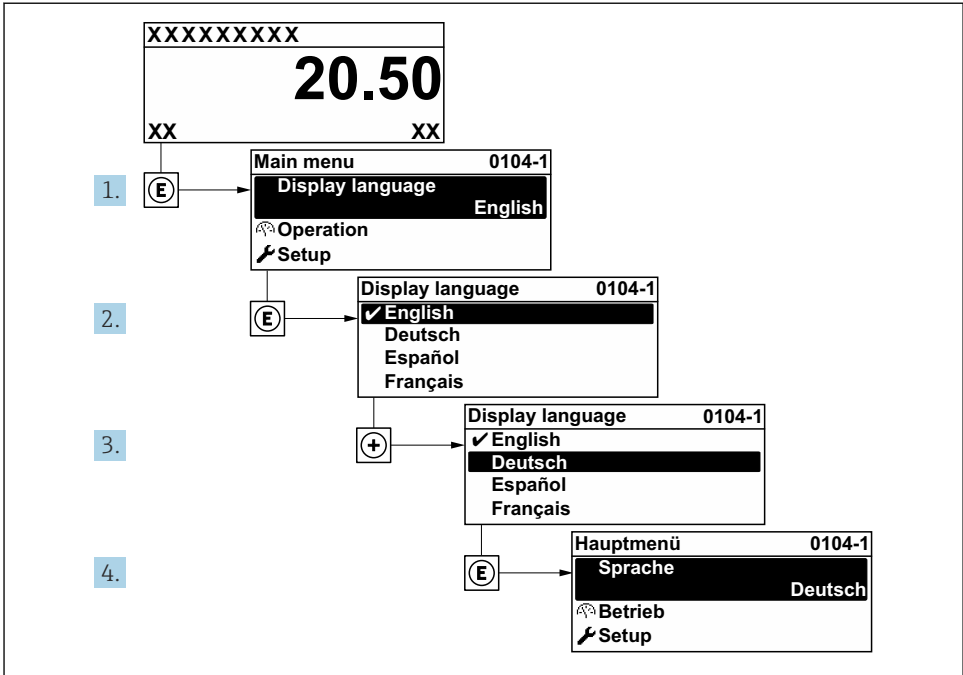 XXXXXXXXX
20.50
XX XX
1. E
Main menu 0104-1
Display language
English
Operation
Setup
2. E
Display language 0104-1
✔English
Deutsch
Español
Français
3. +
Display language 0104-1
✔English
Deutsch
Español
Français
4. E
Hauptmenü 0104-1
Sprache
Deutsch
Betrieb
Setup